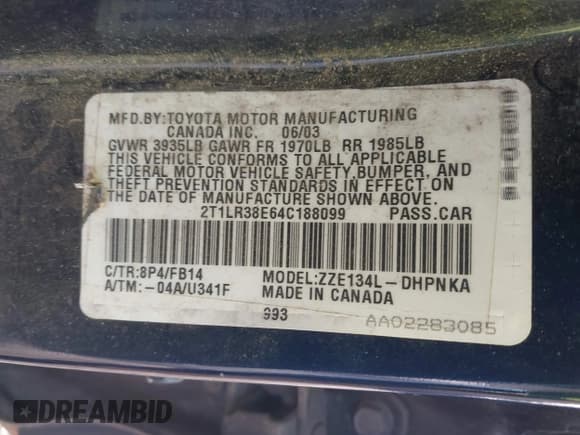 MFD.BY:TOYOTA MOTOR MANUFACTURING
CANADA INC. 06/03
GVWR 3935LB GAWR FR 1970LB RR 1985LB
THIS VEHICLE CONFORMS TO ALL APPLICABLE
FEDERAL MOTOR VEHICLE SAFETY,BUMPER, AND
THEFT PREVENTION STANDARDS IN EFFECT ON
THE DATE OF MANUFACTURE SHOWN ABOVE.
2T1LR38E64C188099 PASS.CAR
C/TR:8P4/FB14 MODEL:ZZE134L-DHPNKA
A/TM:-04A/U341F MADE IN CANADA
993 AA02283085
DREAMBID